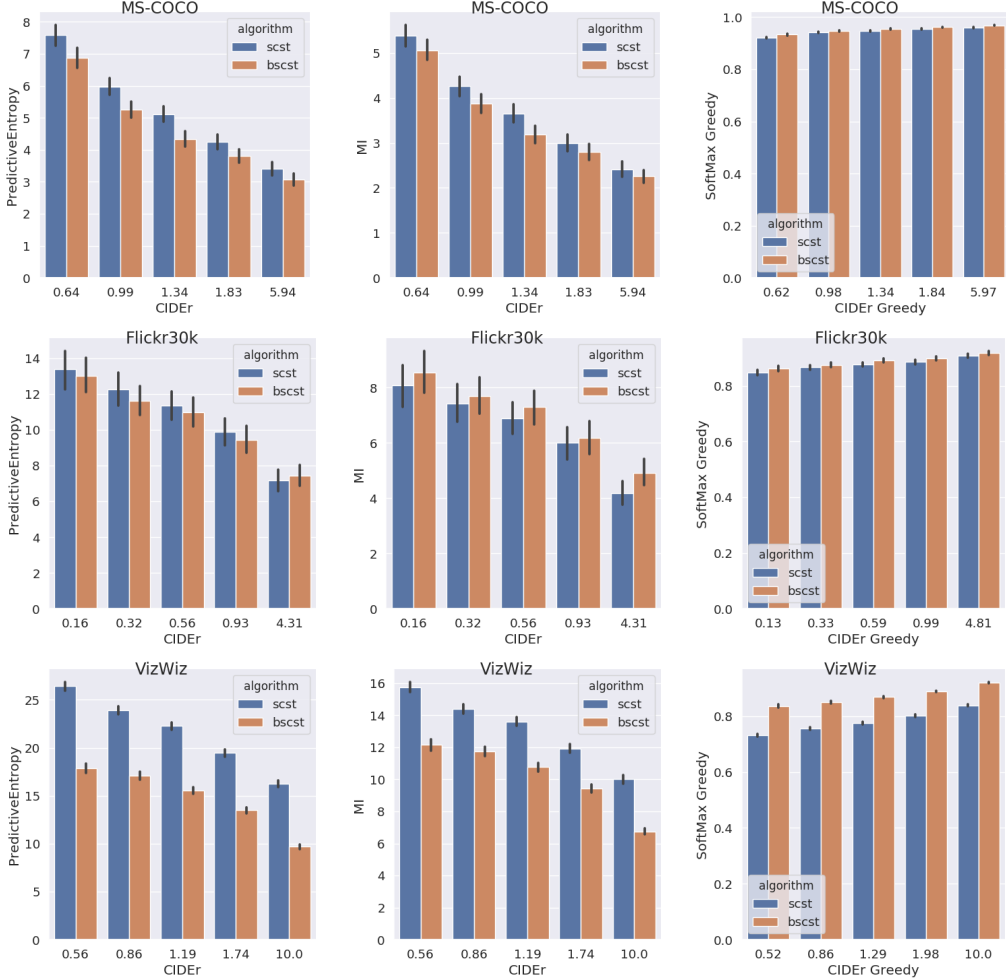 MS-COCO
PredictiveEntropy
8
7
6
5
4
3
2
1
0
algorithm
scst
bscst
0.64 0.99 1.34 1.83 5.94
CIDEr
MS-COCO
MI
5
4
3
2
1
0
algorithm
scst
bscst
0.64 0.99 1.34 1.83 5.94
CIDEr
MS-COCO
SoftMax Greedy
1.0
0.8
0.6
0.4
0.2
0.0
algorithm
scst
bscst
0.62 0.98 1.34 1.84 5.97
CIDEr Greedy
Flickr30k
PredictiveEntropy
14
12
10
8
6
4
2
0
algorithm
scst
bscst
0.16 0.32 0.56 0.93 4.31
CIDEr
Flickr30k
MI
8
6
4
2
0
algorithm
scst
bscst
0.16 0.32 0.56 0.93 4.31
CIDEr
Flickr30k
SoftMax Greedy
0.8
0.6
0.4
0.2
0.0
algorithm
scst
bscst
0.13 0.33 0.59 0.99 4.81
CIDEr Greedy
VizWiz
PredictiveEntropy
25
20
15
10
5
0
algorithm
scst
bscst
0.56 0.86 1.19 1.74 10.0
CIDEr
VizWiz
MI
16
14
12
10
8
6
4
2
0
algorithm
scst
bscst
0.56 0.86 1.19 1.74 10.0
CIDEr
VizWiz
SoftMax Greedy
0.8
0.6
0.4
0.2
0.0
algorithm
scst
bscst
0.52 0.86 1.29 1.98 10.0
CIDEr Greedy